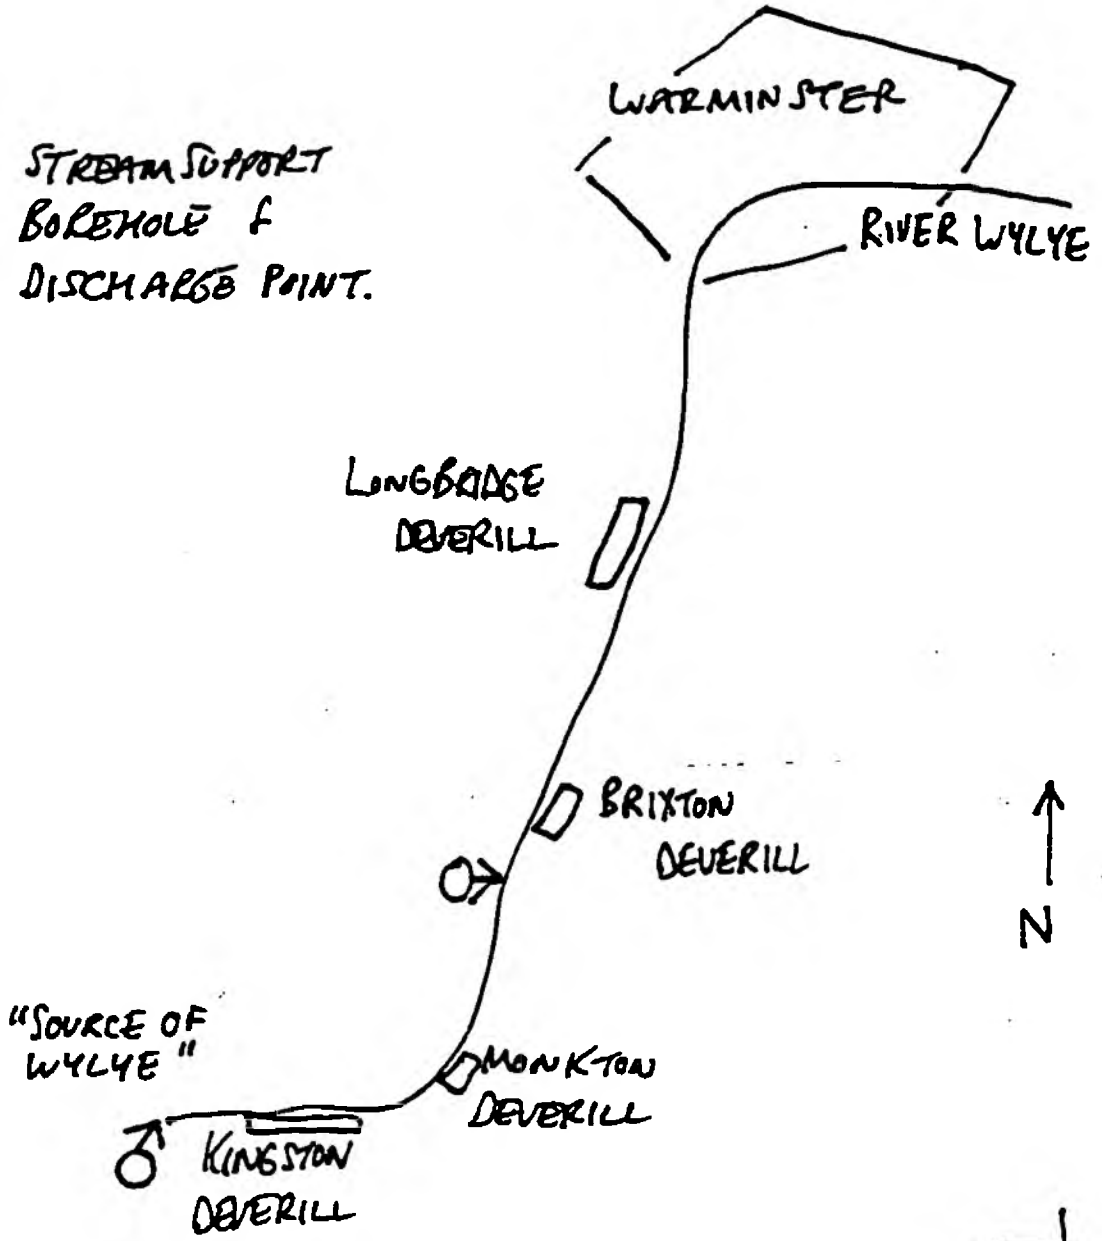 WARMINSTER
STREAM SUPPORT
BOREHOLE &
DISCHARGE POINT.
RIVER WYLYE
LONGBRIDGE
DEVERILL
BRIXTON
DEVERILL
N
"SOURCE OF
WYLYE"
MONKTON
DEVERILL
KINGSTON
DEVERILL